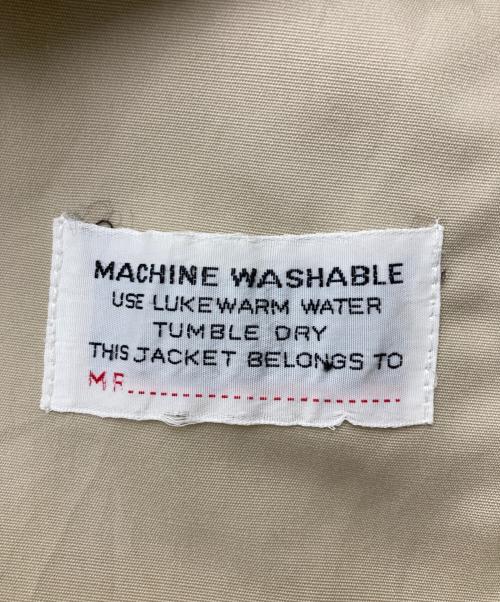 MACHINE WASHABLE
USE LUKEWARM WATER
TUMBLE DRY
THIS JACKET BELONGS TO
MR........................